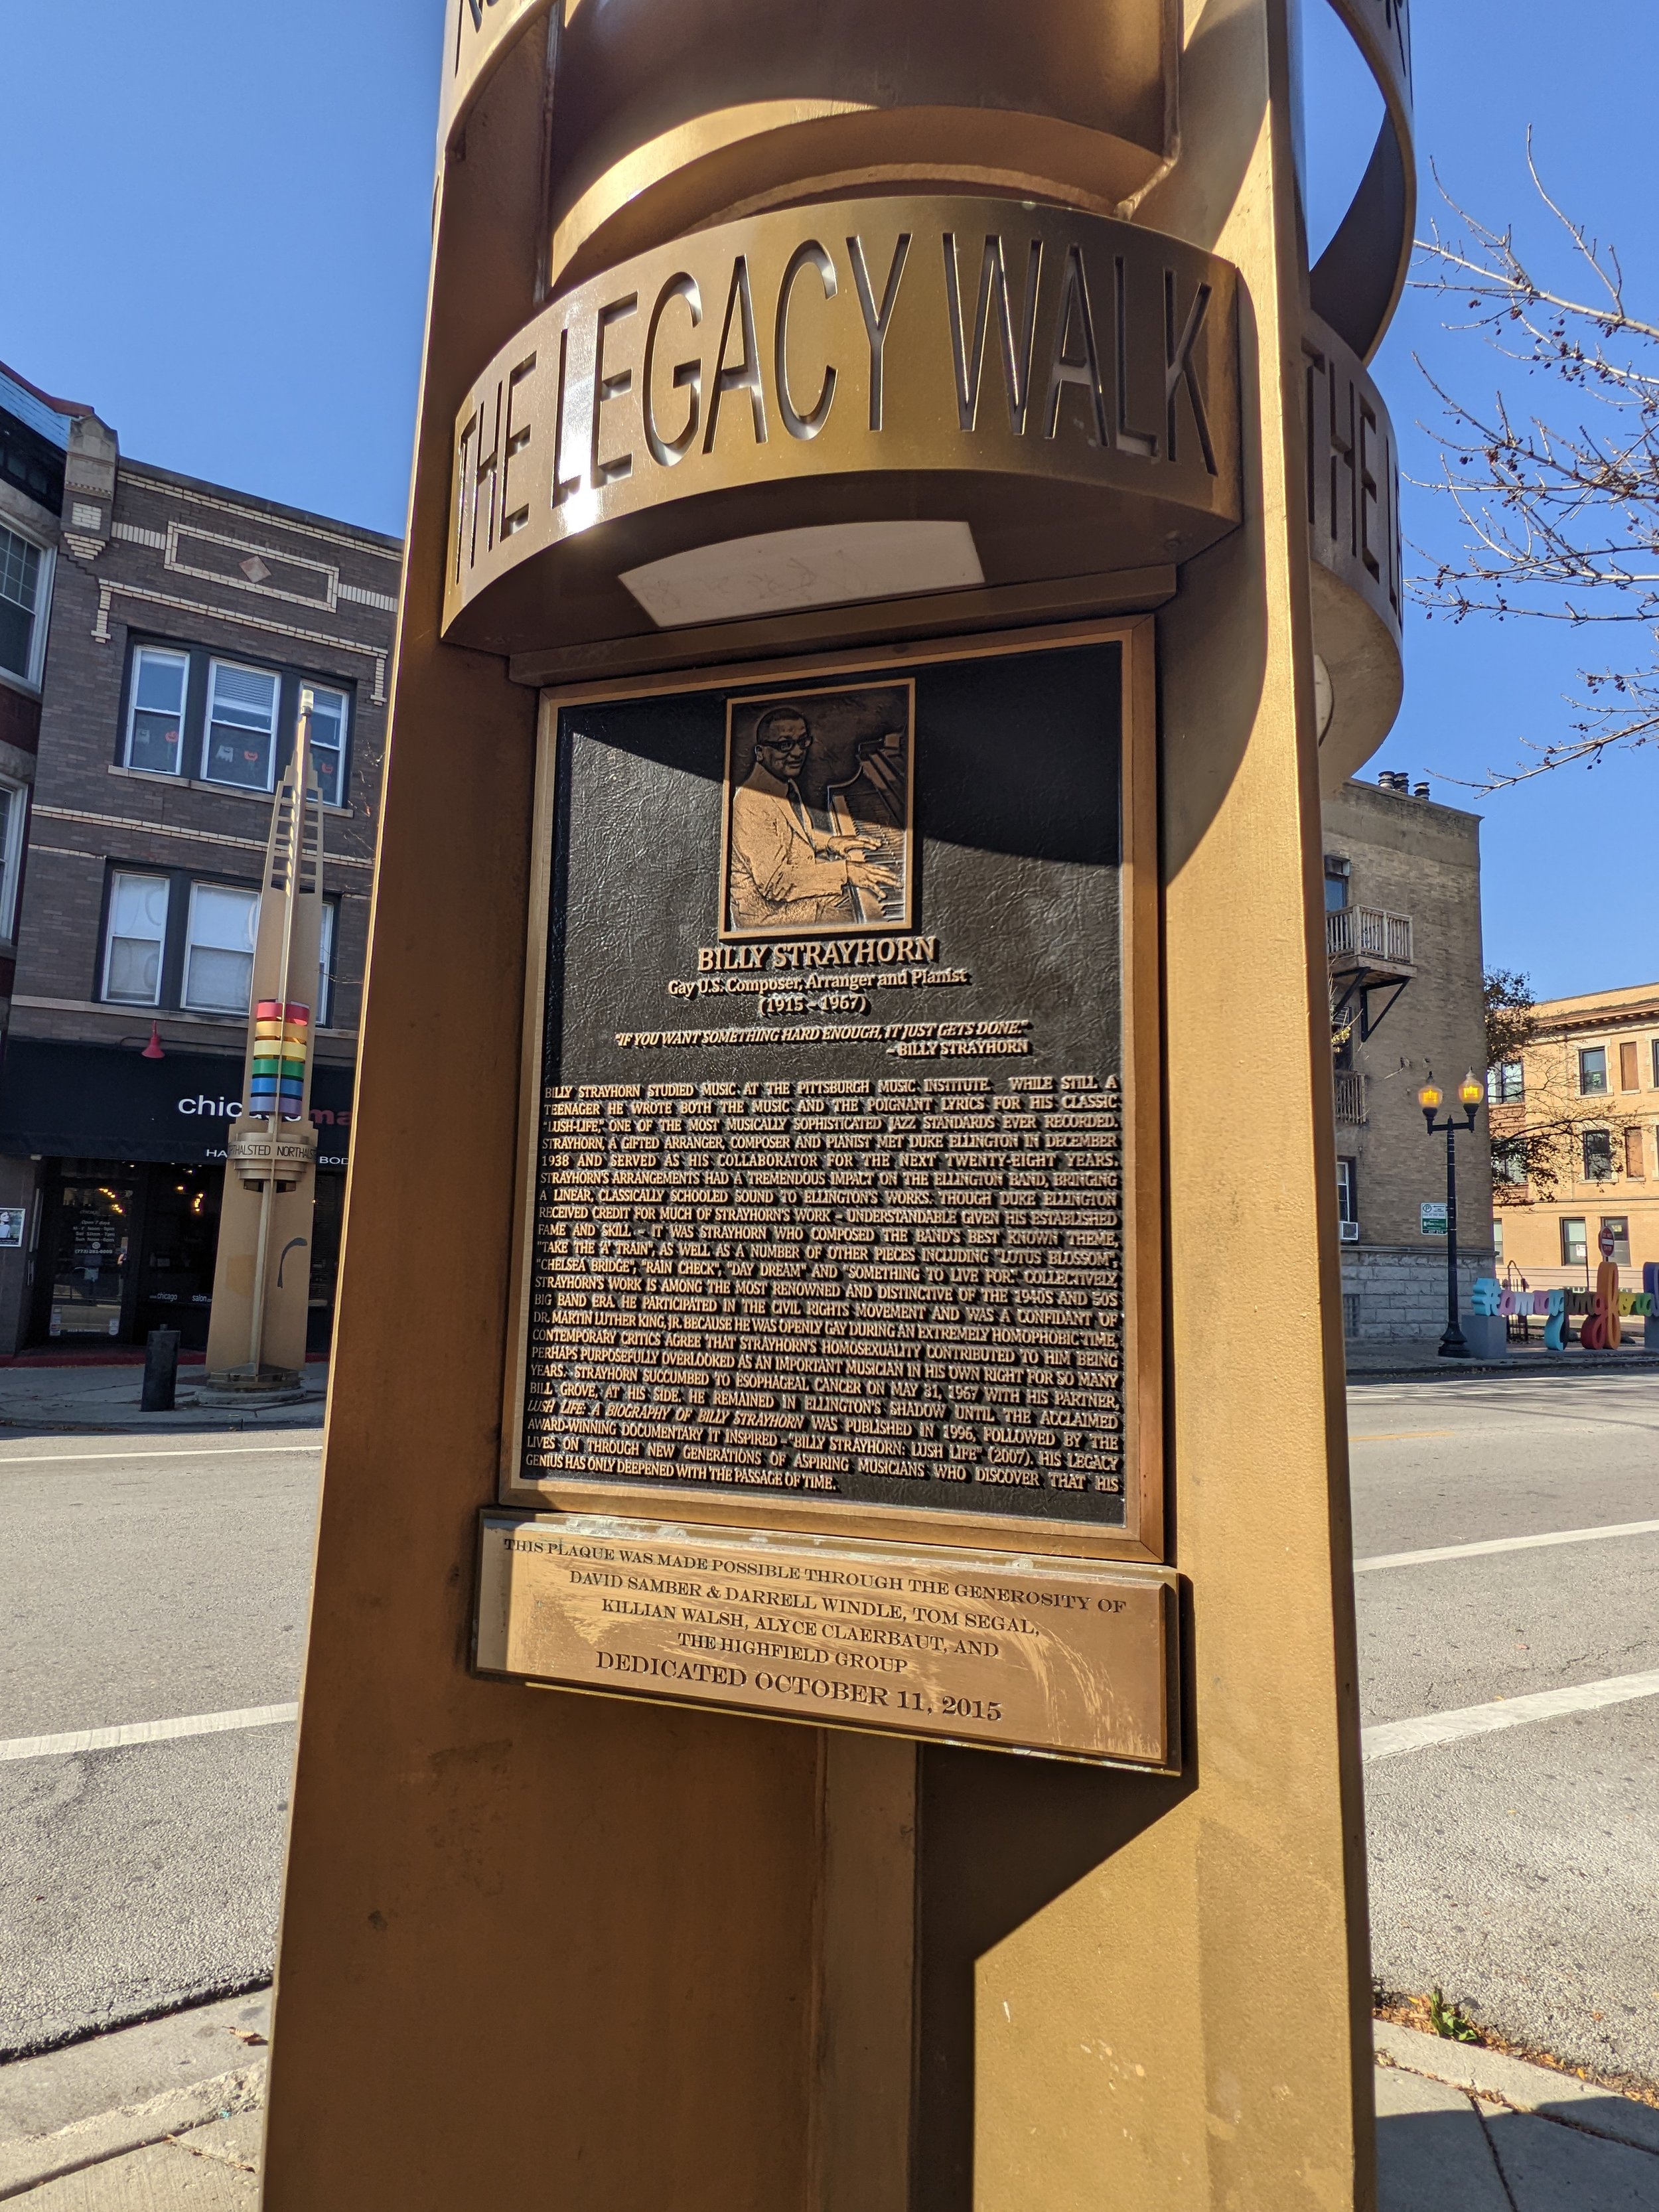 THE LEGACY WALK
THE L
BILLY STRAYHORN
Gay U.S. Composer, Arranger and Pianist
(1915 - 1967)
"IF YOU WANT SOMETHING HARD ENOUGH, IT JUST GETS DONE."
- BILLY STRAYHORN
BILLY STRAYHORN STUDIED MUSIC AT THE PITTSBURGH MUSIC INSTITUTE. WHILE STILL A
TEENAGER HE WROTE BOTH THE MUSIC AND THE POIGNANT LYRICS FOR HIS CLASSIC
"LUSH-LIFE," ONE OF THE MOST MUSICALLY SOPHISTICATED JAZZ STANDARDS EVER RECORDED.
STRAYHORN, A GIFTED ARRANGER, COMPOSER AND PIANIST MET DUKE ELLINGTON IN DECEMBER
1938 AND SERVED AS HIS COLLABORATOR FOR THE NEXT TWENTY-EIGHT YEARS.
STRAYHORN'S ARRANGEMENTS HAD A TREMENDOUS IMPACT ON THE ELLINGTON BAND, BRINGING
A LINEAR, CLASSICALLY SCHOOLED SOUND TO ELLINGTON'S WORKS. THOUGH DUKE ELLINGTON
RECEIVED CREDIT FOR MUCH OF STRAYHORN'S WORK - UNDERSTANDABLE GIVEN HIS ESTABLISHED
FAME AND SKILL - IT WAS STRAYHORN WHO COMPOSED THE BAND'S BEST KNOWN THEME,
"TAKE THE 'A' TRAIN", AS WELL AS A NUMBER OF OTHER PIECES INCLUDING "LOTUS BLOSSOM",
"CHELSEA BRIDGE", "RAIN CHECK", "DAY DREAM" AND "SOMETHING TO LIVE FOR." COLLECTIVELY,
STRAYHORN'S WORK IS AMONG THE MOST RENOWNED AND DISTINCTIVE OF THE 1940S AND 50S
BIG BAND ERA. HE PARTICIPATED IN THE CIVIL RIGHTS MOVEMENT AND WAS A CONFIDANT OF
DR. MARTIN LUTHER KING, JR. BECAUSE HE WAS OPENLY GAY DURING AN EXTREMELY HOMOPHOBIC TIME,
CONTEMPORARY CRITICS AGREE THAT STRAYHORN'S HOMOSEXUALITY CONTRIBUTED TO HIM BEING
PERHAPS PURPOSEFULLY OVERLOOKED AS AN IMPORTANT MUSICIAN IN HIS OWN RIGHT FOR SO MANY
YEARS. STRAYHORN SUCCUMBED TO ESOPHAGEAL CANCER ON MAY 31, 1967 WITH HIS PARTNER,
BILL GROVE, AT HIS SIDE. HE REMAINED IN ELLINGTON'S SHADOW UNTIL THE ACCLAIMED
LUSH LIFE: A BIOGRAPHY OF BILLY STRAYHORN WAS PUBLISHED IN 1996, FOLLOWED BY THE
AWARD-WINNING DOCUMENTARY IT INSPIRED - "BILLY STRAYHORN: LUSH LIFE" (2007). HIS LEGACY
LIVES ON THROUGH NEW GENERATIONS OF ASPIRING MUSICIANS WHO DISCOVER THAT HIS
GENIUS HAS ONLY DEEPENED WITH THE PASSAGE OF TIME.
THIS PLAQUE WAS MADE POSSIBLE THROUGH THE GENEROSITY OF
DAVID SAMBER & DARRELL WINDLE, TOM SEGAL,
KILLIAN WALSH, ALYCE CLAERBAUT, AND
THE HIGHFIELD GROUP
DEDICATED OCTOBER 11, 2015
chic ma
HA BOD
RTHALSTED NORTHALS